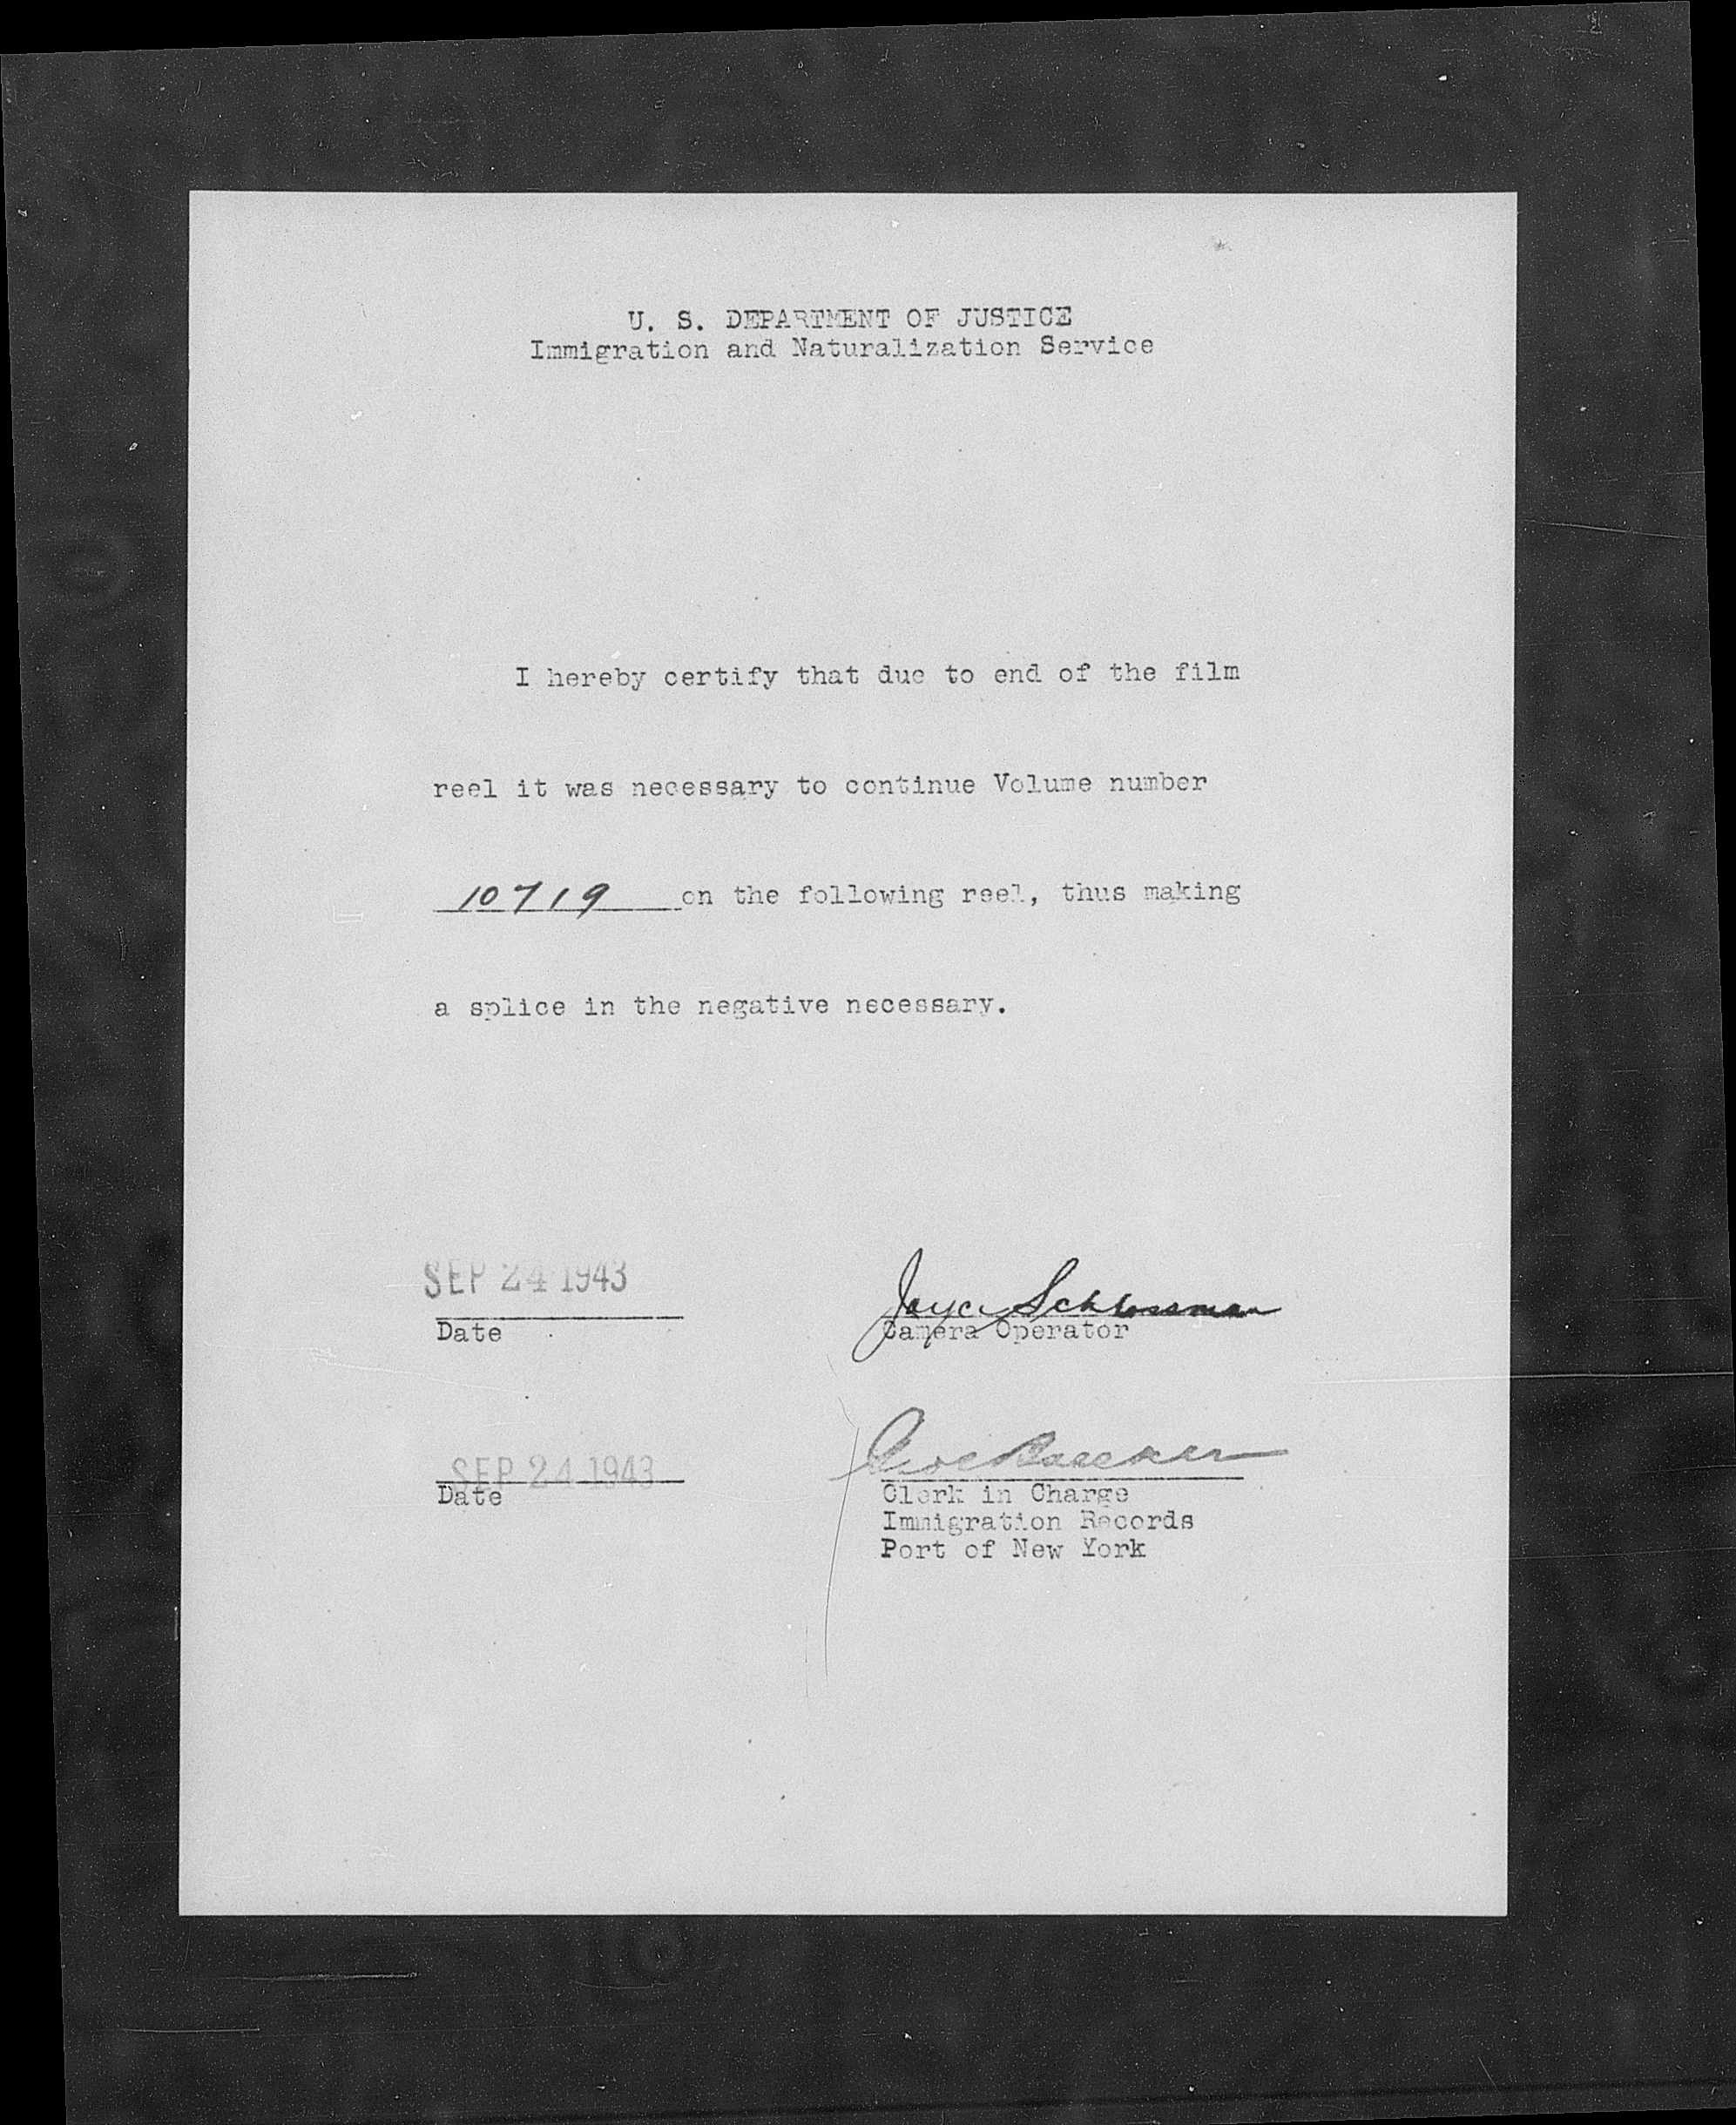 U. S. DEPARTMENT OF JUSTICE
Immigration and Naturalization Service
I hereby certify that due to end of the film
reel it was necessary to continue Volume number
10719 on the following reel, thus making
a splice in the negative necessary.
SEP 24 1943
Date
Schlossman
Camera Operator
SEP 24 1943
Date
Clerk in Charge
Immigration Records
Port of New York